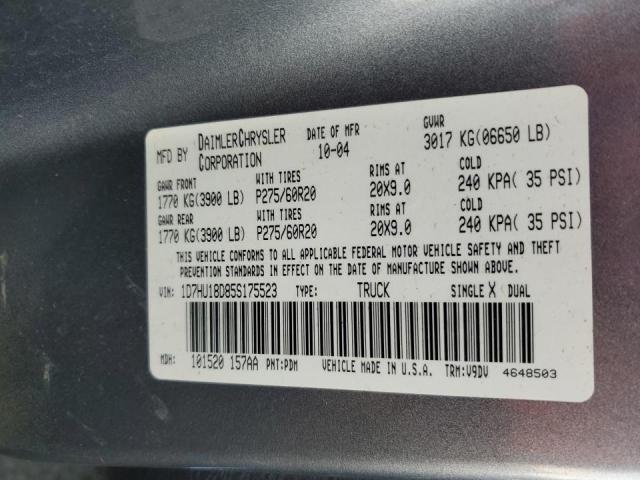 MFD BY DAIMLERCHRYSLER CORPORATION DATE OF MFR 10-04 GVWR 3017 KG(06650 LB)
GAWR FRONT WITH TIRES RIMS AT COLD
1770 KG(3900 LB) P275/60R20 20X9.0 240 KPA( 35 PSI)
GAWR REAR WITH TIRES RIMS AT COLD
1770 KG(3900 LB) P275/60R20 20X9.0 240 KPA( 35 PSI)
THIS VEHICLE CONFORMS TO ALL APPLICABLE FEDERAL MOTOR VEHICLE SAFETY AND THEFT
PREVENTION STANDARDS IN EFFECT ON THE DATE OF MANUFACTURE SHOWN ABOVE.
VIN: 1D7HU18D85S175523 TYPE: TRUCK SINGLE X DUAL
MDH: 101520 157AA PNT:PDM VEHICLE MADE IN U.S.A. TRM:V9DV 4648503